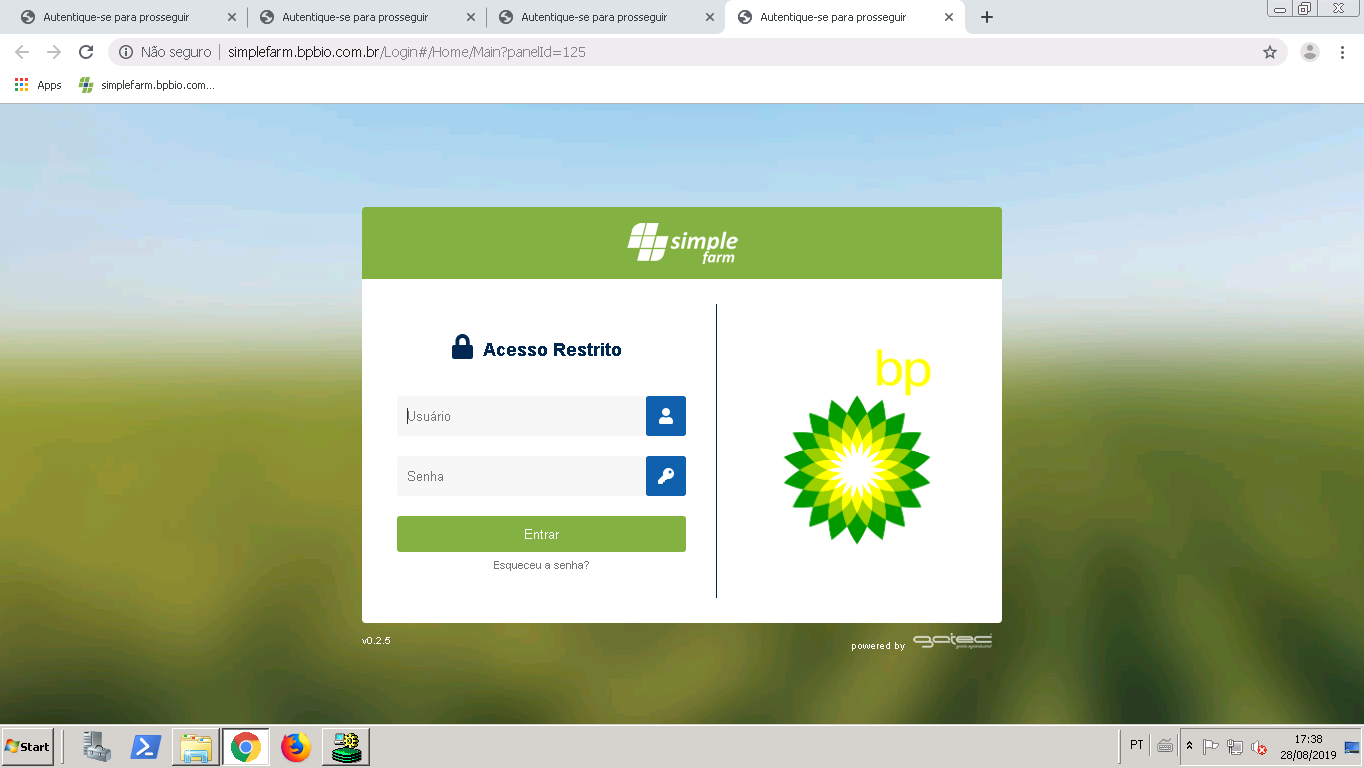 Autentique-se para prosseguir
Autentique-se para prosseguir
Autentique-se para prosseguir
Autentique-se para prosseguir
Não seguro
simplefarm.bpbio.com.br/Login#/Home/Main?panelId=125
Apps
simplefarm.bpbio.com...
simple
farm
Acesso Restrito
bp
Usuário
Senha
Entrar
Esqueceu a senha?
v0.2.5
powered by gatec
Start
PT
17:38
28/08/2019